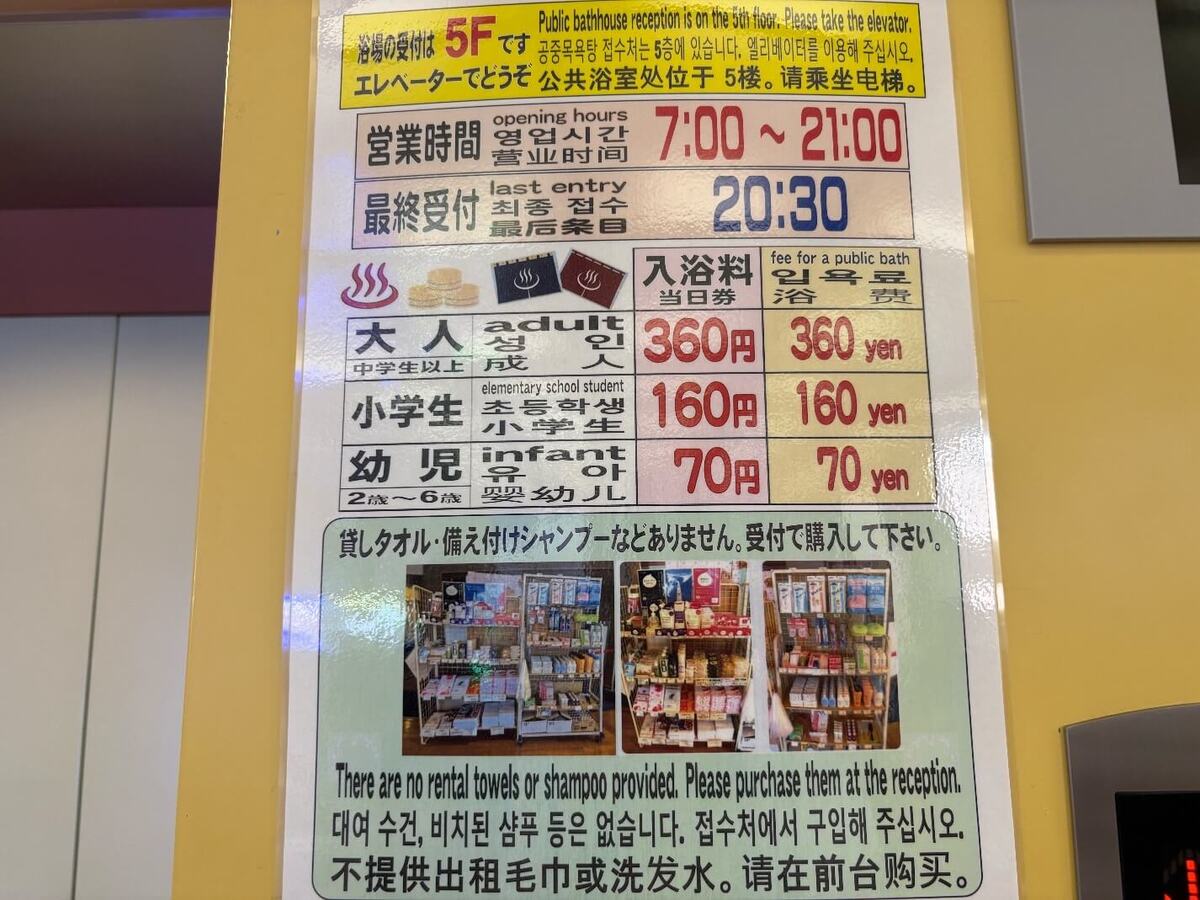 浴場の受付は 5F です
エレベーターでどうぞ
Public bathhouse reception is on the 5th floor. Please take the elevator.
공중목욕탕 접수처는 5층에 있습니다. 엘리베이터를 이용해 주십시오.
公共浴室处位于 5楼。请乘坐电梯。
営業時間
opening hours
영업시간
营业时间
7:00 ~ 21:00
最終受付
last entry
최종 접수
最后条目
20:30
入浴料
当日券
fee for a public bath
입욕료
浴 费
大人
中学生以上
adult
성 인
成 人
360円
360 yen
小学生
elementary school student
초등학생
小学生
160円
160 yen
幼児
2歳～6歳
infant
유 아
婴幼儿
70円
70 yen
貸しタオル・備え付けシャンプーなどありません。受付で購入して下さい。
There are no rental towels or shampoo provided. Please purchase them at the reception.
대여 수건, 비치된 샴푸 등은 없습니다. 접수처에서 구입해 주십시오.
不提供出租毛巾或洗发水。请在前台购买。